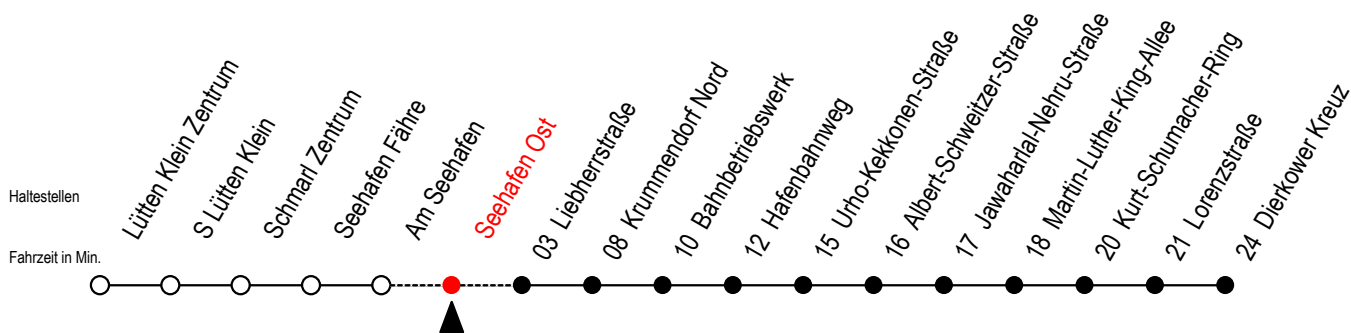 Haltestellen
Fahrzeit in Min.
Lütten Klein Zentrum
S Lütten Klein
Schmarl Zentrum
Seehafen Fähre
Am Seehafen
Seehafen Ost
03 Liebherrstraße
08 Krummendorf Nord
10 Bahnbetriebswerk
12 Hafenbahnweg
15 Urho-Kekkonen-Straße
16 Albert-Schweitzer-Straße
17 Jawaharlal-Nehru-Straße
18 Martin-Luther-King-Allee
20 Kurt-Schumacher-Ring
21 Lorenzstraße
24 Dierkower Kreuz